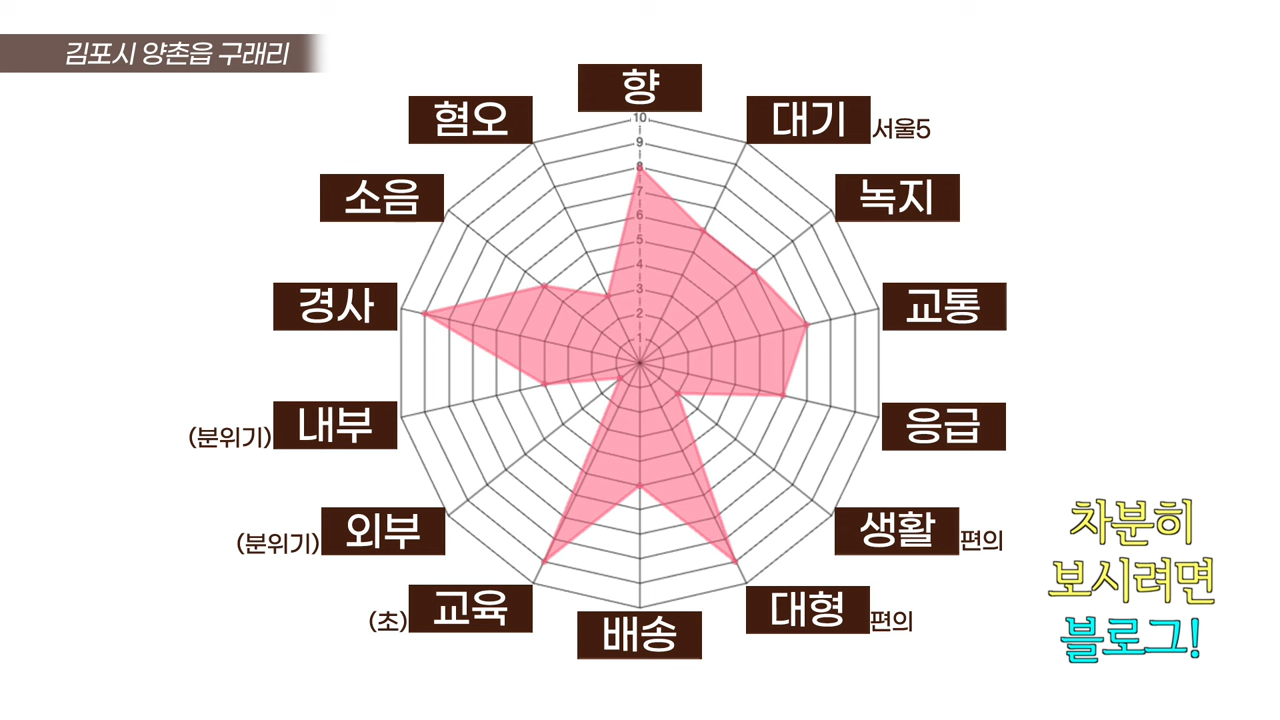 김포시 양촌읍 구래리
향
혐오
대기 서울5
소음
녹지
경사
교통
(분위기) 내부
응급
(분위기) 외부
생활 편의
(초) 교육
대형 편의
배송
10
9
8
7
6
5
4
3
2
1
차분히
보시려면
블로그!